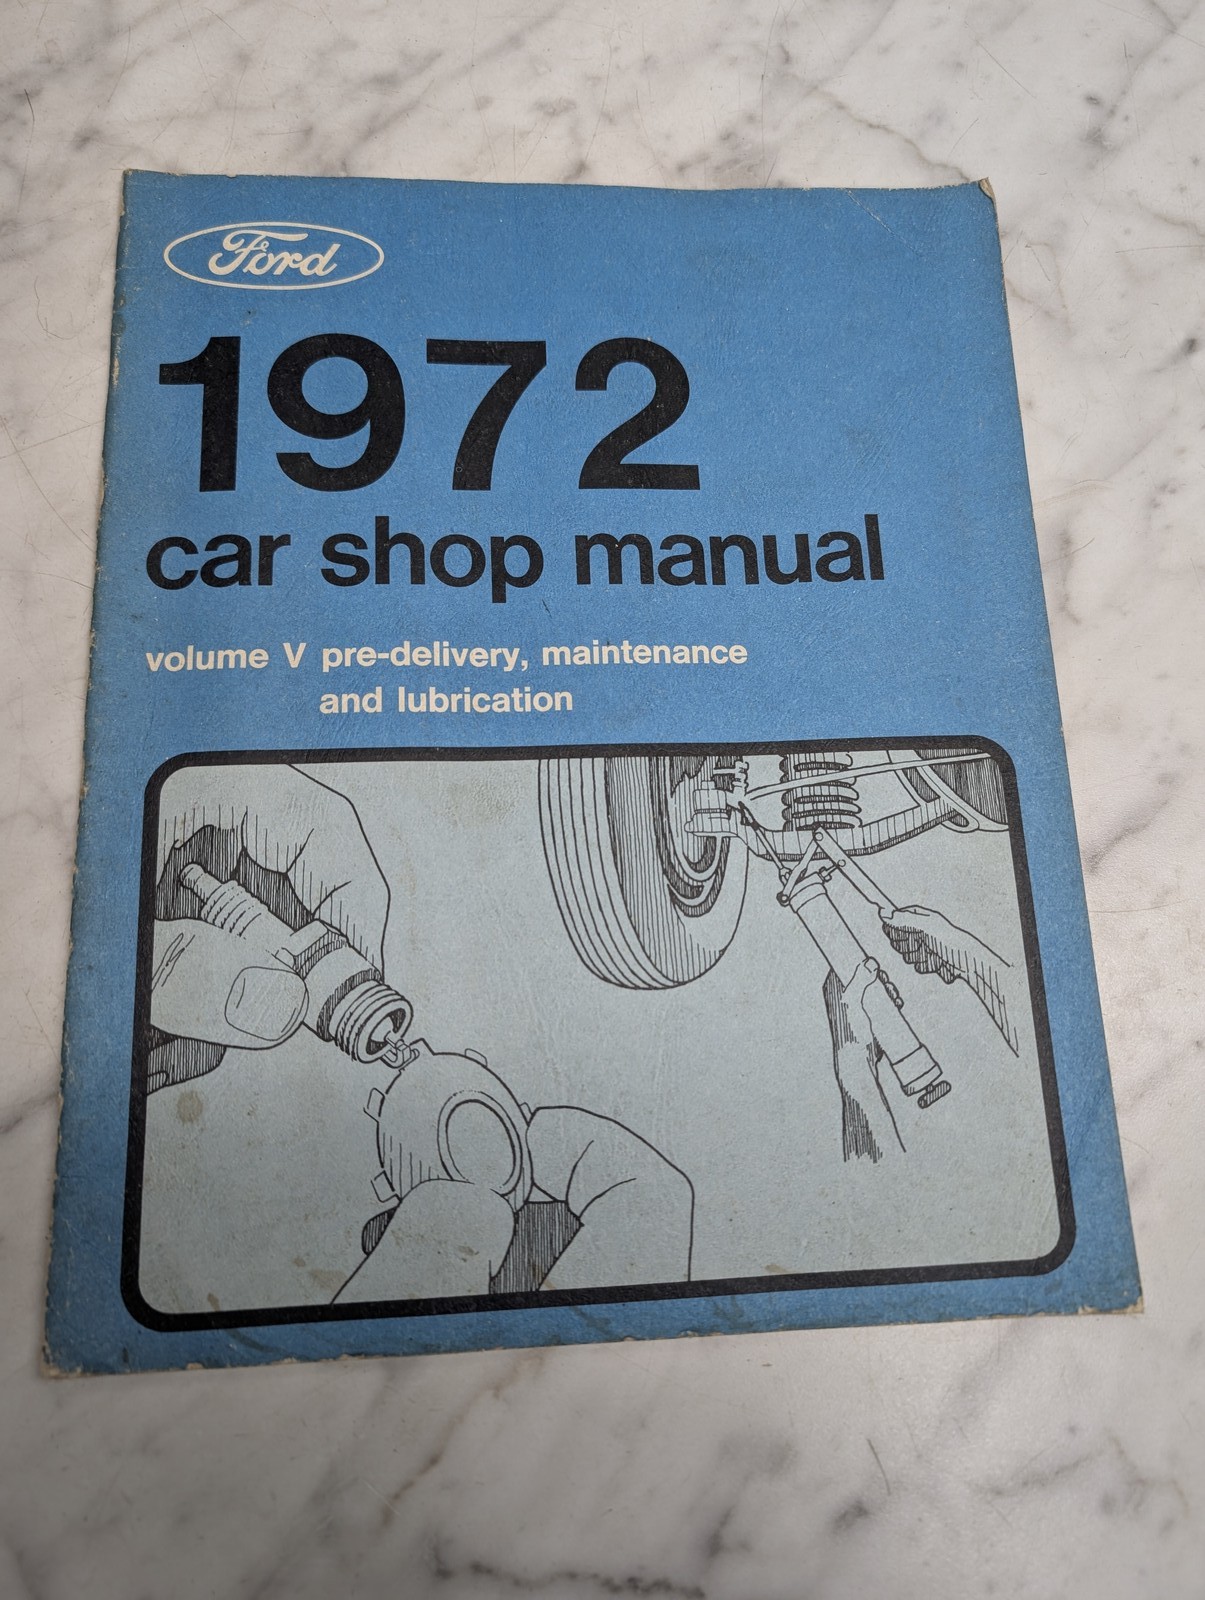 Ford
1972
car shop manual
volume V pre-delivery, maintenance
and lubrication